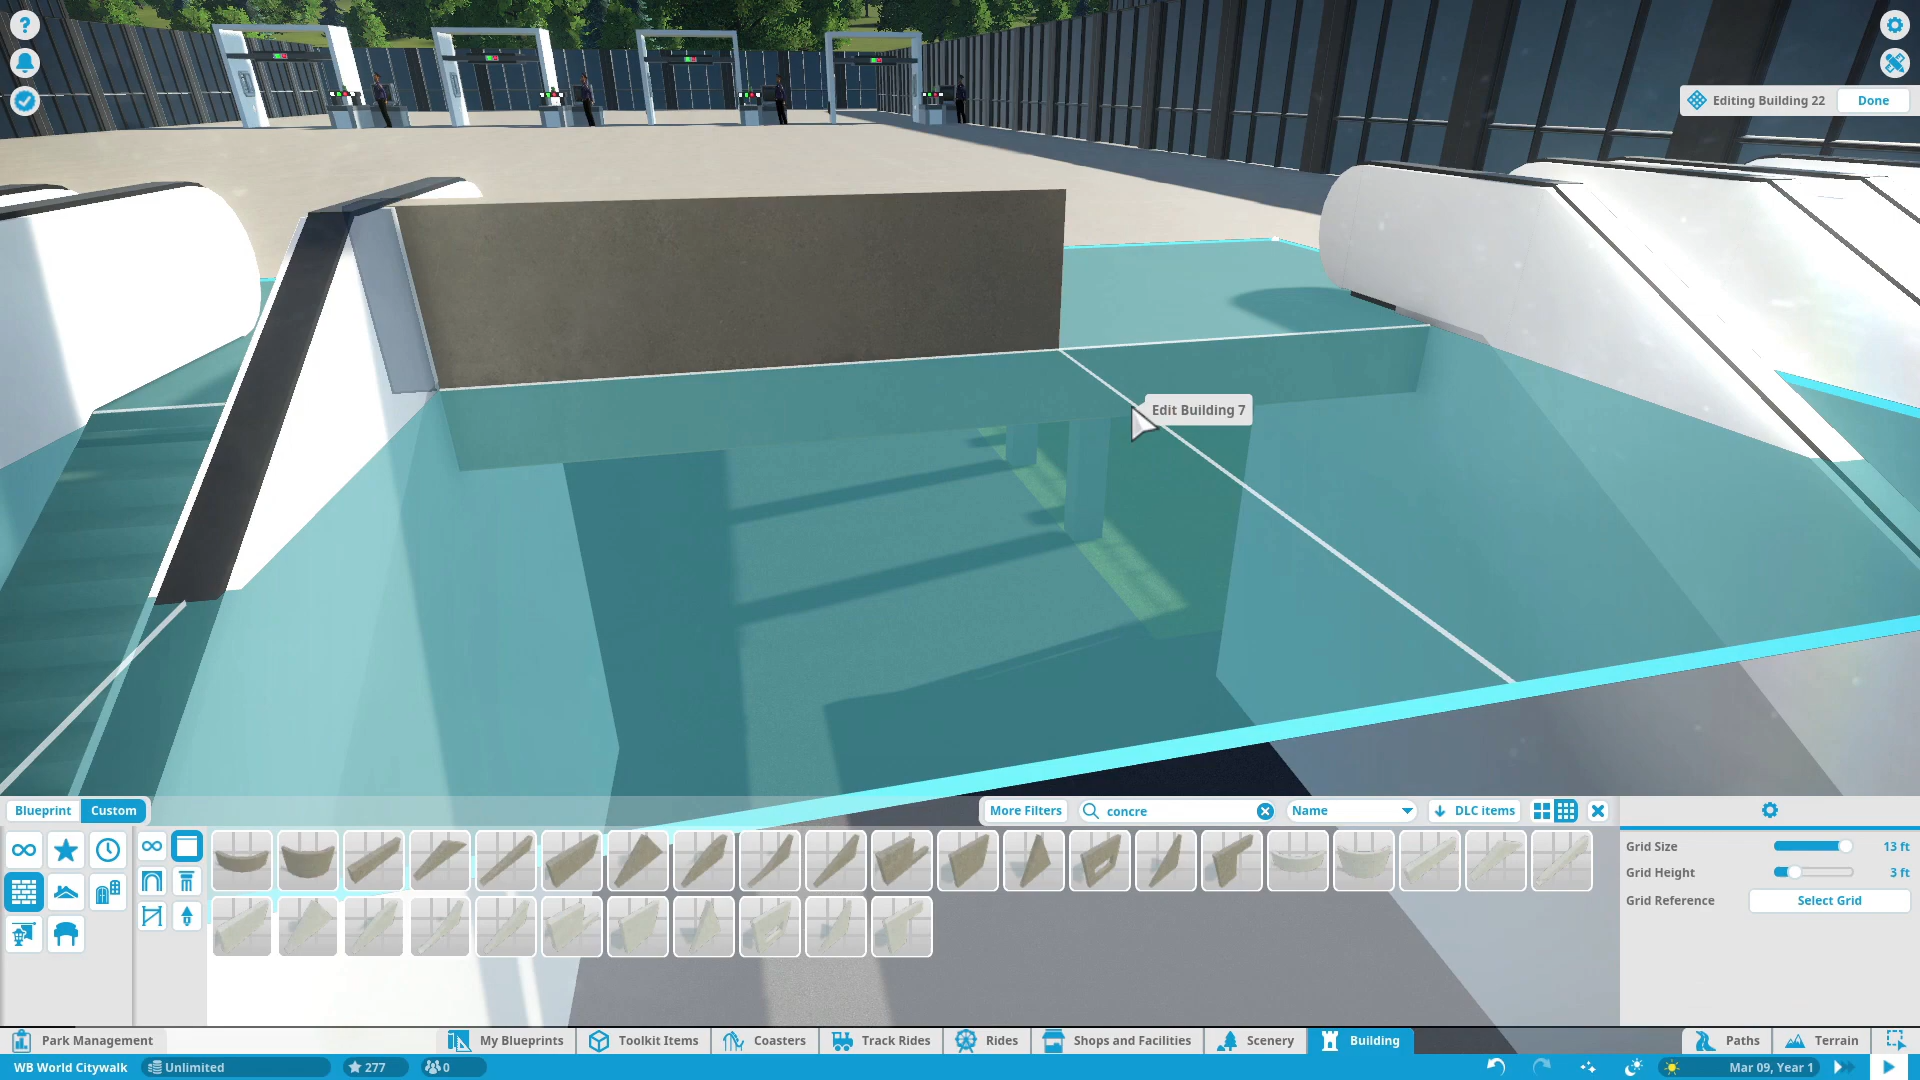 ?
Editing Building 22
Done
Edit Building 7
Blueprint
Custom
More Filters
concre
Name
DLC items
Grid Size
13 ft
Grid Height
3 ft
Grid Reference
Select Grid
Park Management
My Blueprints
Toolkit Items
Coasters
Track Rides
Rides
Shops and Facilities
Scenery
Building
Paths
Terrain
WB World Citywalk
Unlimited
277
0
Mar 09, Year 1